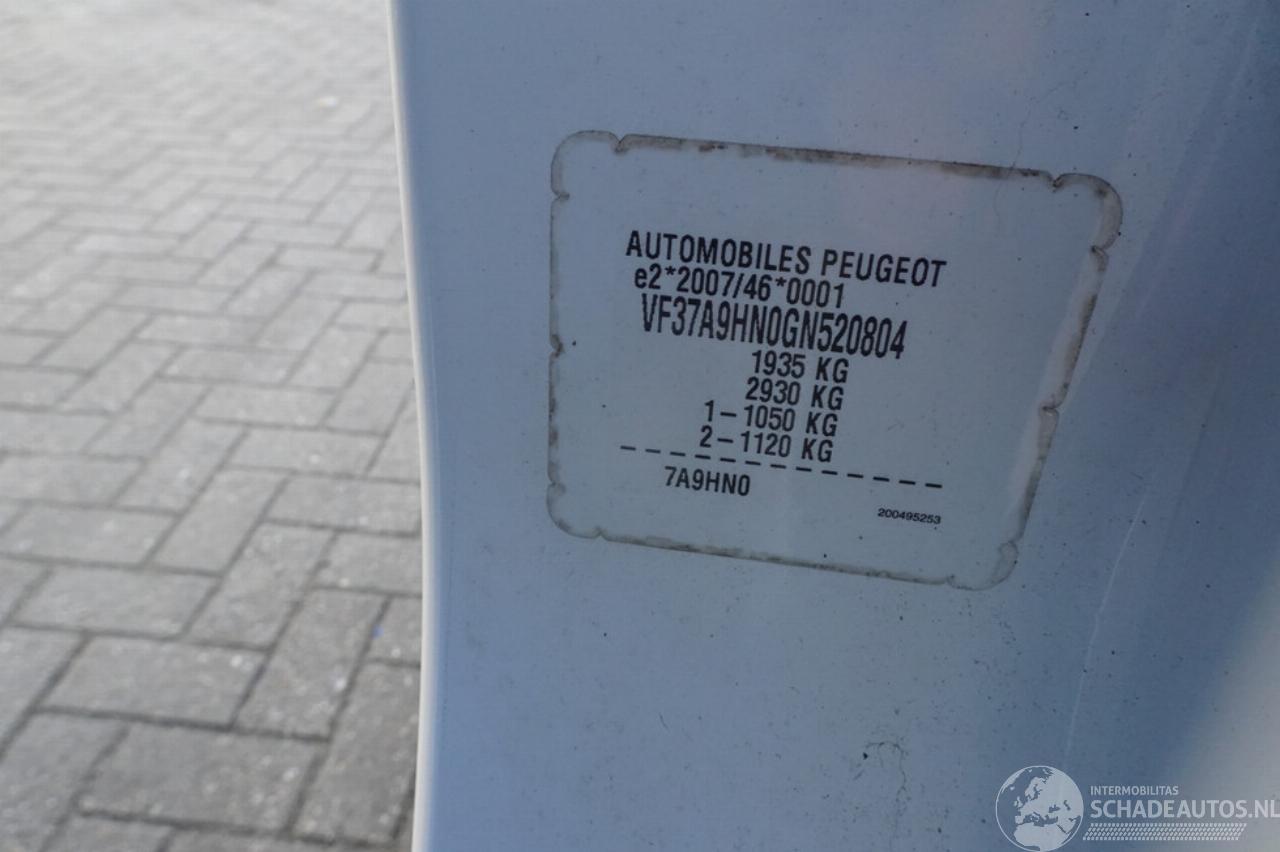 AUTOMOBILES PEUGEOT
e2*2007/46*0001
VF37A9HN0GN520804
1935 KG
2930 KG
1-1050 KG
2-1120 KG
7A9HN0
200495253
INTERMOBILITAS
SCHADEAUTOS.NL